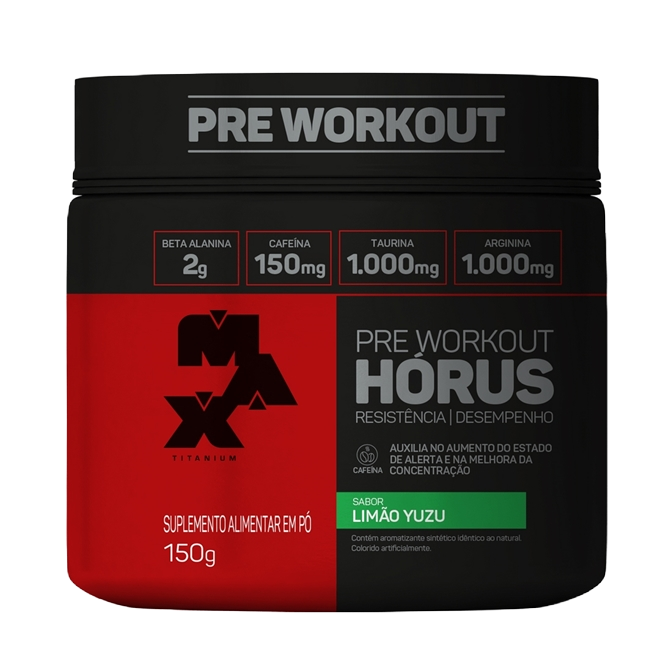 PRE WORKOUT
BETA ALANINA
2g
CAFEÍNA
150mg
TAURINA
1.000mg
ARGININA
1.000mg
MAX
TITANIUM
PRE WORKOUT
HÓRUS
RESISTÊNCIA | DESEMPENHO
CAFEÍNA
AUXILIA NO AUMENTO DO ESTADO
DE ALERTA E NA MELHORA DA
CONCENTRAÇÃO
SABOR
LIMÃO YUZU
Contém aromatizante sintético idêntico ao natural.
Colorido artificialmente.
SUPLEMENTO ALIMENTAR EM PÓ
150g